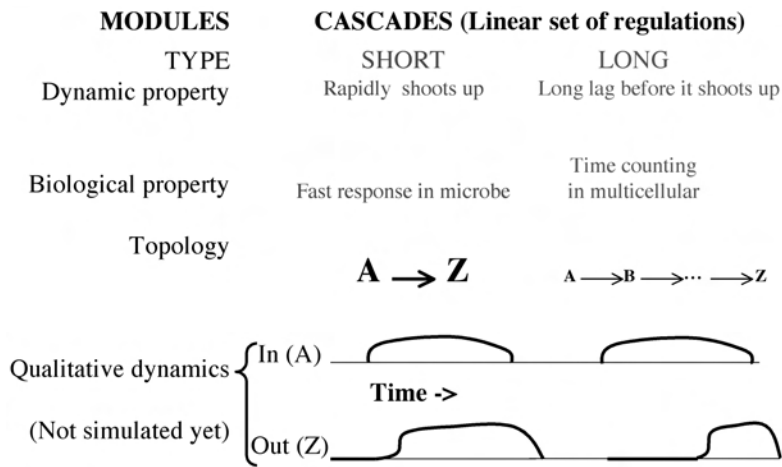 MODULES CASCADES (Linear set of regulations)
TYPE SHORT LONG
Dynamic property Rapidly shoots up Long lag before it shoots up
Time counting
Biological property Fast response in microbe in multicellular
Topology
A Z A B ... Z
In (A)
Qualitative dynamics
Time ->
(Not simulated yet)
Out (Z)